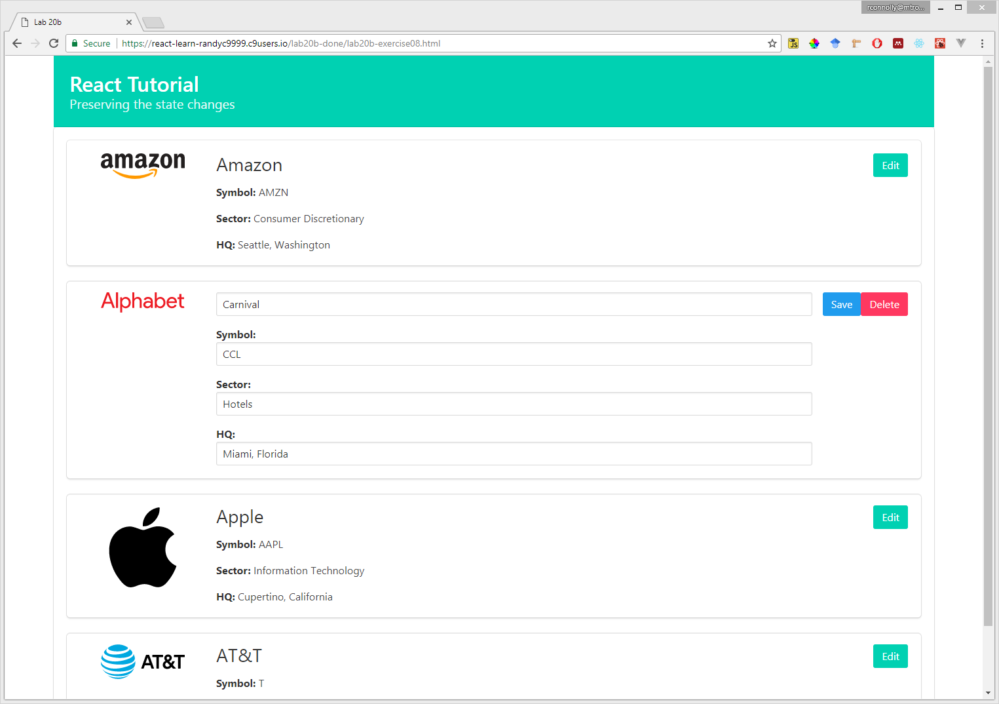 rconnolly@mtro...
Lab 20b
Secure https://react-learn-randyc9999.c9users.io/lab20b-done/lab20b-exercise08.html
JS
React Tutorial
Preserving the state changes
amazon
Amazon
Edit
Symbol: AMZN
Sector: Consumer Discretionary
HQ: Seattle, Washington
Alphabet
Carnival
Save
Delete
Symbol:
CCL
Sector:
Hotels
HQ:
Miami, Florida
Apple
Edit
Symbol: AAPL
Sector: Information Technology
HQ: Cupertino, California
AT&T
AT&T
Edit
Symbol: T